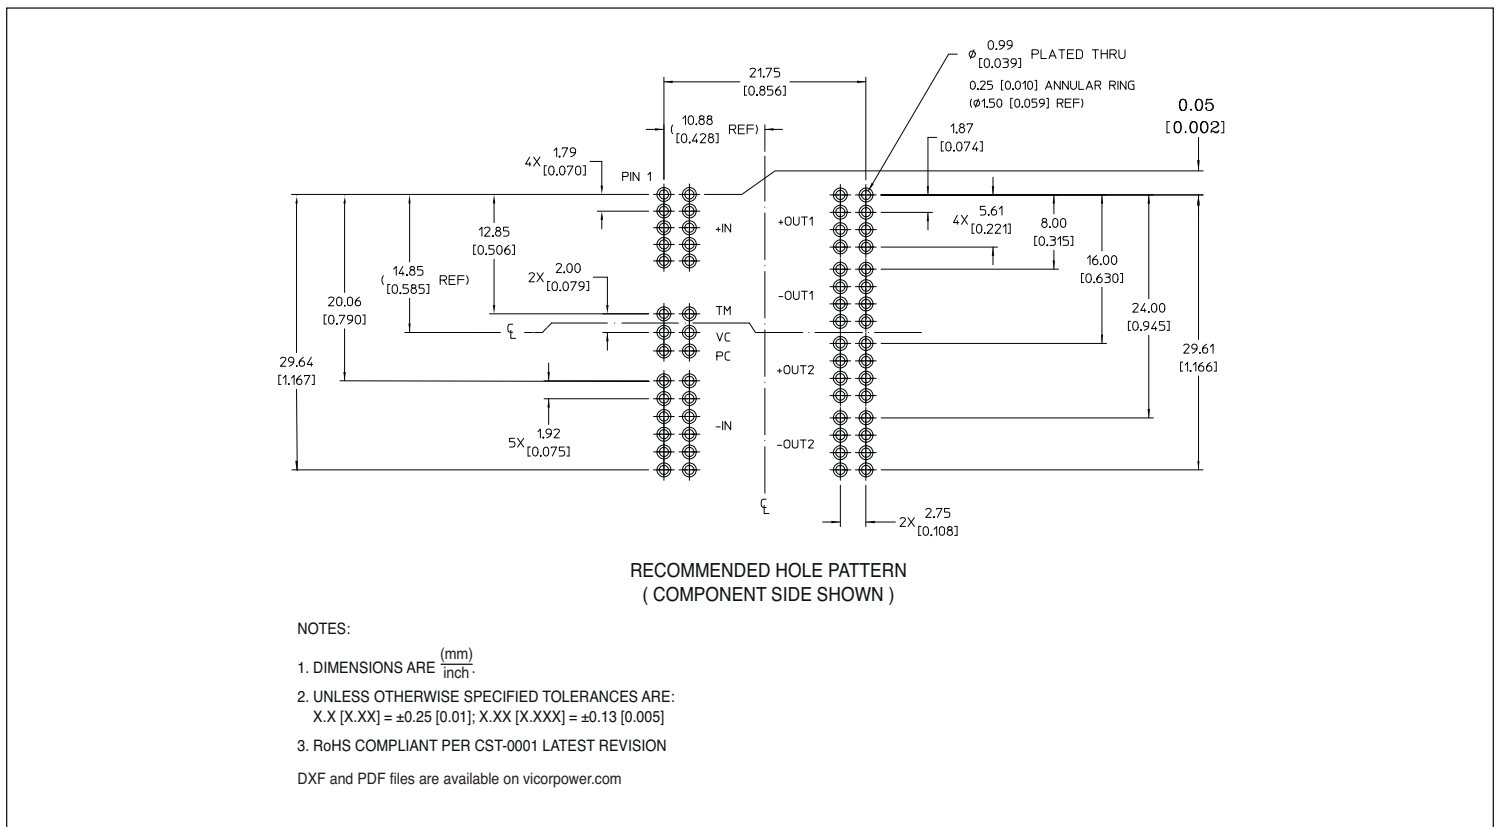 ø 0.99 [0.039] PLATED THRU
0.25 [0.010] ANNULAR RING
(ø1.50 [0.059] REF)
21.75
[0.856]
( 10.88 [0.428] REF)
0.05
[0.002]
1.87
[0.074]
4X 1.79 [0.070]
PIN 1
+IN
+OUT1
4X 5.61 [0.221]
8.00
[0.315]
12.85
[0.506]
16.00
[0.630]
( 14.85 [0.585] REF)
2X 2.00 [0.079]
-OUT1
20.06
[0.790]
TM
24.00
[0.945]
VC
PC
29.64
[1.167]
29.61
[1.166]
+OUT2
-IN
5X 1.92 [0.075]
-OUT2
2X 2.75 [0.108]
RECOMMENDED HOLE PATTERN
( COMPONENT SIDE SHOWN )
NOTES:
1. DIMENSIONS ARE (mm) inch .
2. UNLESS OTHERWISE SPECIFIED TOLERANCES ARE:
X.X [X.XX] = ±0.25 [0.01]; X.XX [X.XXX] = ±0.13 [0.005]
3. RoHS COMPLIANT PER CST-0001 LATEST REVISION
DXF and PDF files are available on vicorpower.com